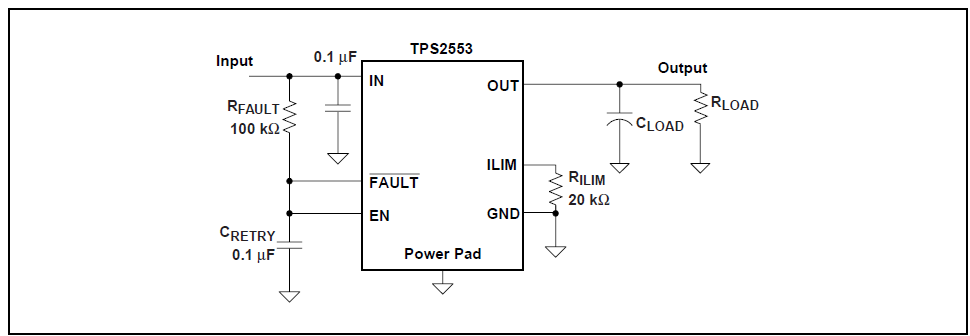 TPS2553
Input
0.1 μF
IN
OUT
Output
RFAULT
100 kΩ
RLOAD
CLOAD
ILIM
RILIM
20 kΩ
FAULT
EN
GND
CRETRY
0.1 μF
Power Pad